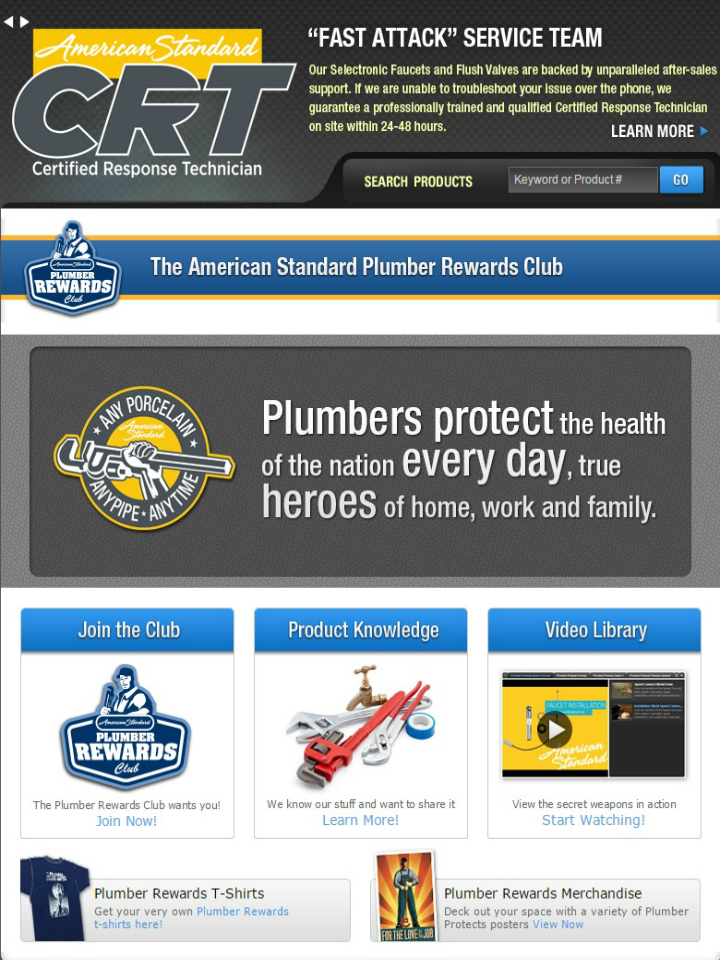 American Standard
CRT
Certified Response Technician
“FAST ATTACK” SERVICE TEAM
Our Selectronic Faucets and Flush Valves are backed by unparalleled after-sales
support. If we are unable to troubleshoot your issue over the phone, we
guarantee a professionally trained and qualified Certified Response Technician
on site within 24-48 hours.
LEARN MORE
SEARCH PRODUCTS
Keyword or Product #
GO
American Standard
PLUMBER
REWARDS
Club
The American Standard Plumber Rewards Club
ANY PORCELAIN
American
Standard
ANYPIPE ANYTIME
Plumbers protect the health
of the nation every day, true
heroes of home, work and family.
Join the Club
American Standard
PLUMBER
REWARDS
Club
The Plumber Rewards Club wants you!
Join Now!
Product Knowledge
We know our stuff and want to share it
Learn More!
Video Library
FAUCET INSTALLATION
American
Standard
View the secret weapons in action
Start Watching!
Plumber Rewards T-Shirts
Get your very own Plumber Rewards
t-shirts here!
FOR THE LOVE OF THE JOB
Plumber Rewards Merchandise
Deck out your space with a variety of Plumber
Protects posters View Now